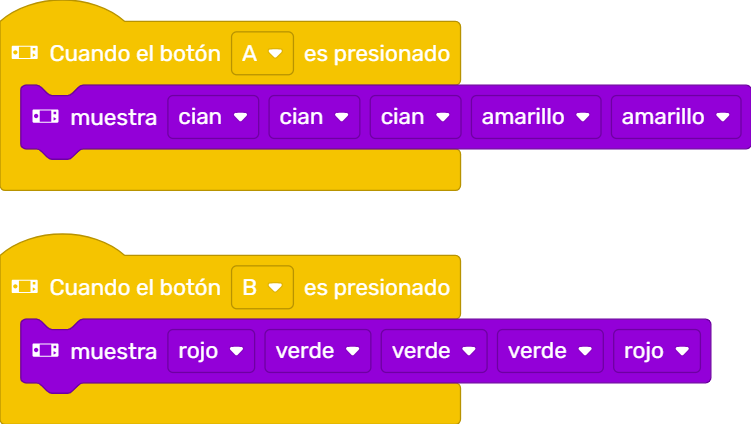 Cuando el botón A es presionado
muestra cian cian cian amarillo amarillo
Cuando el botón B es presionado
muestra rojo verde verde verde rojo